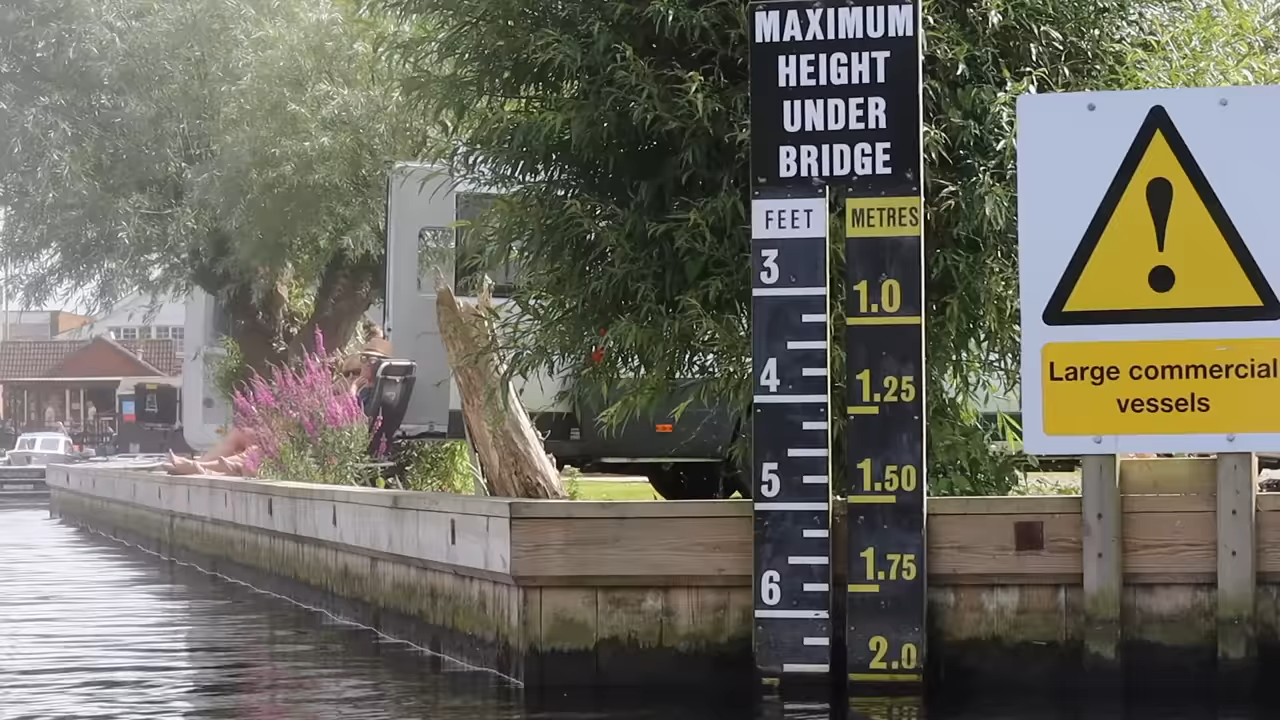 MAXIMUM
HEIGHT
UNDER
BRIDGE
FEET
METRES
3
4
5
6
1.0
1.25
1.50
1.75
2.0
Large commercial
vessels